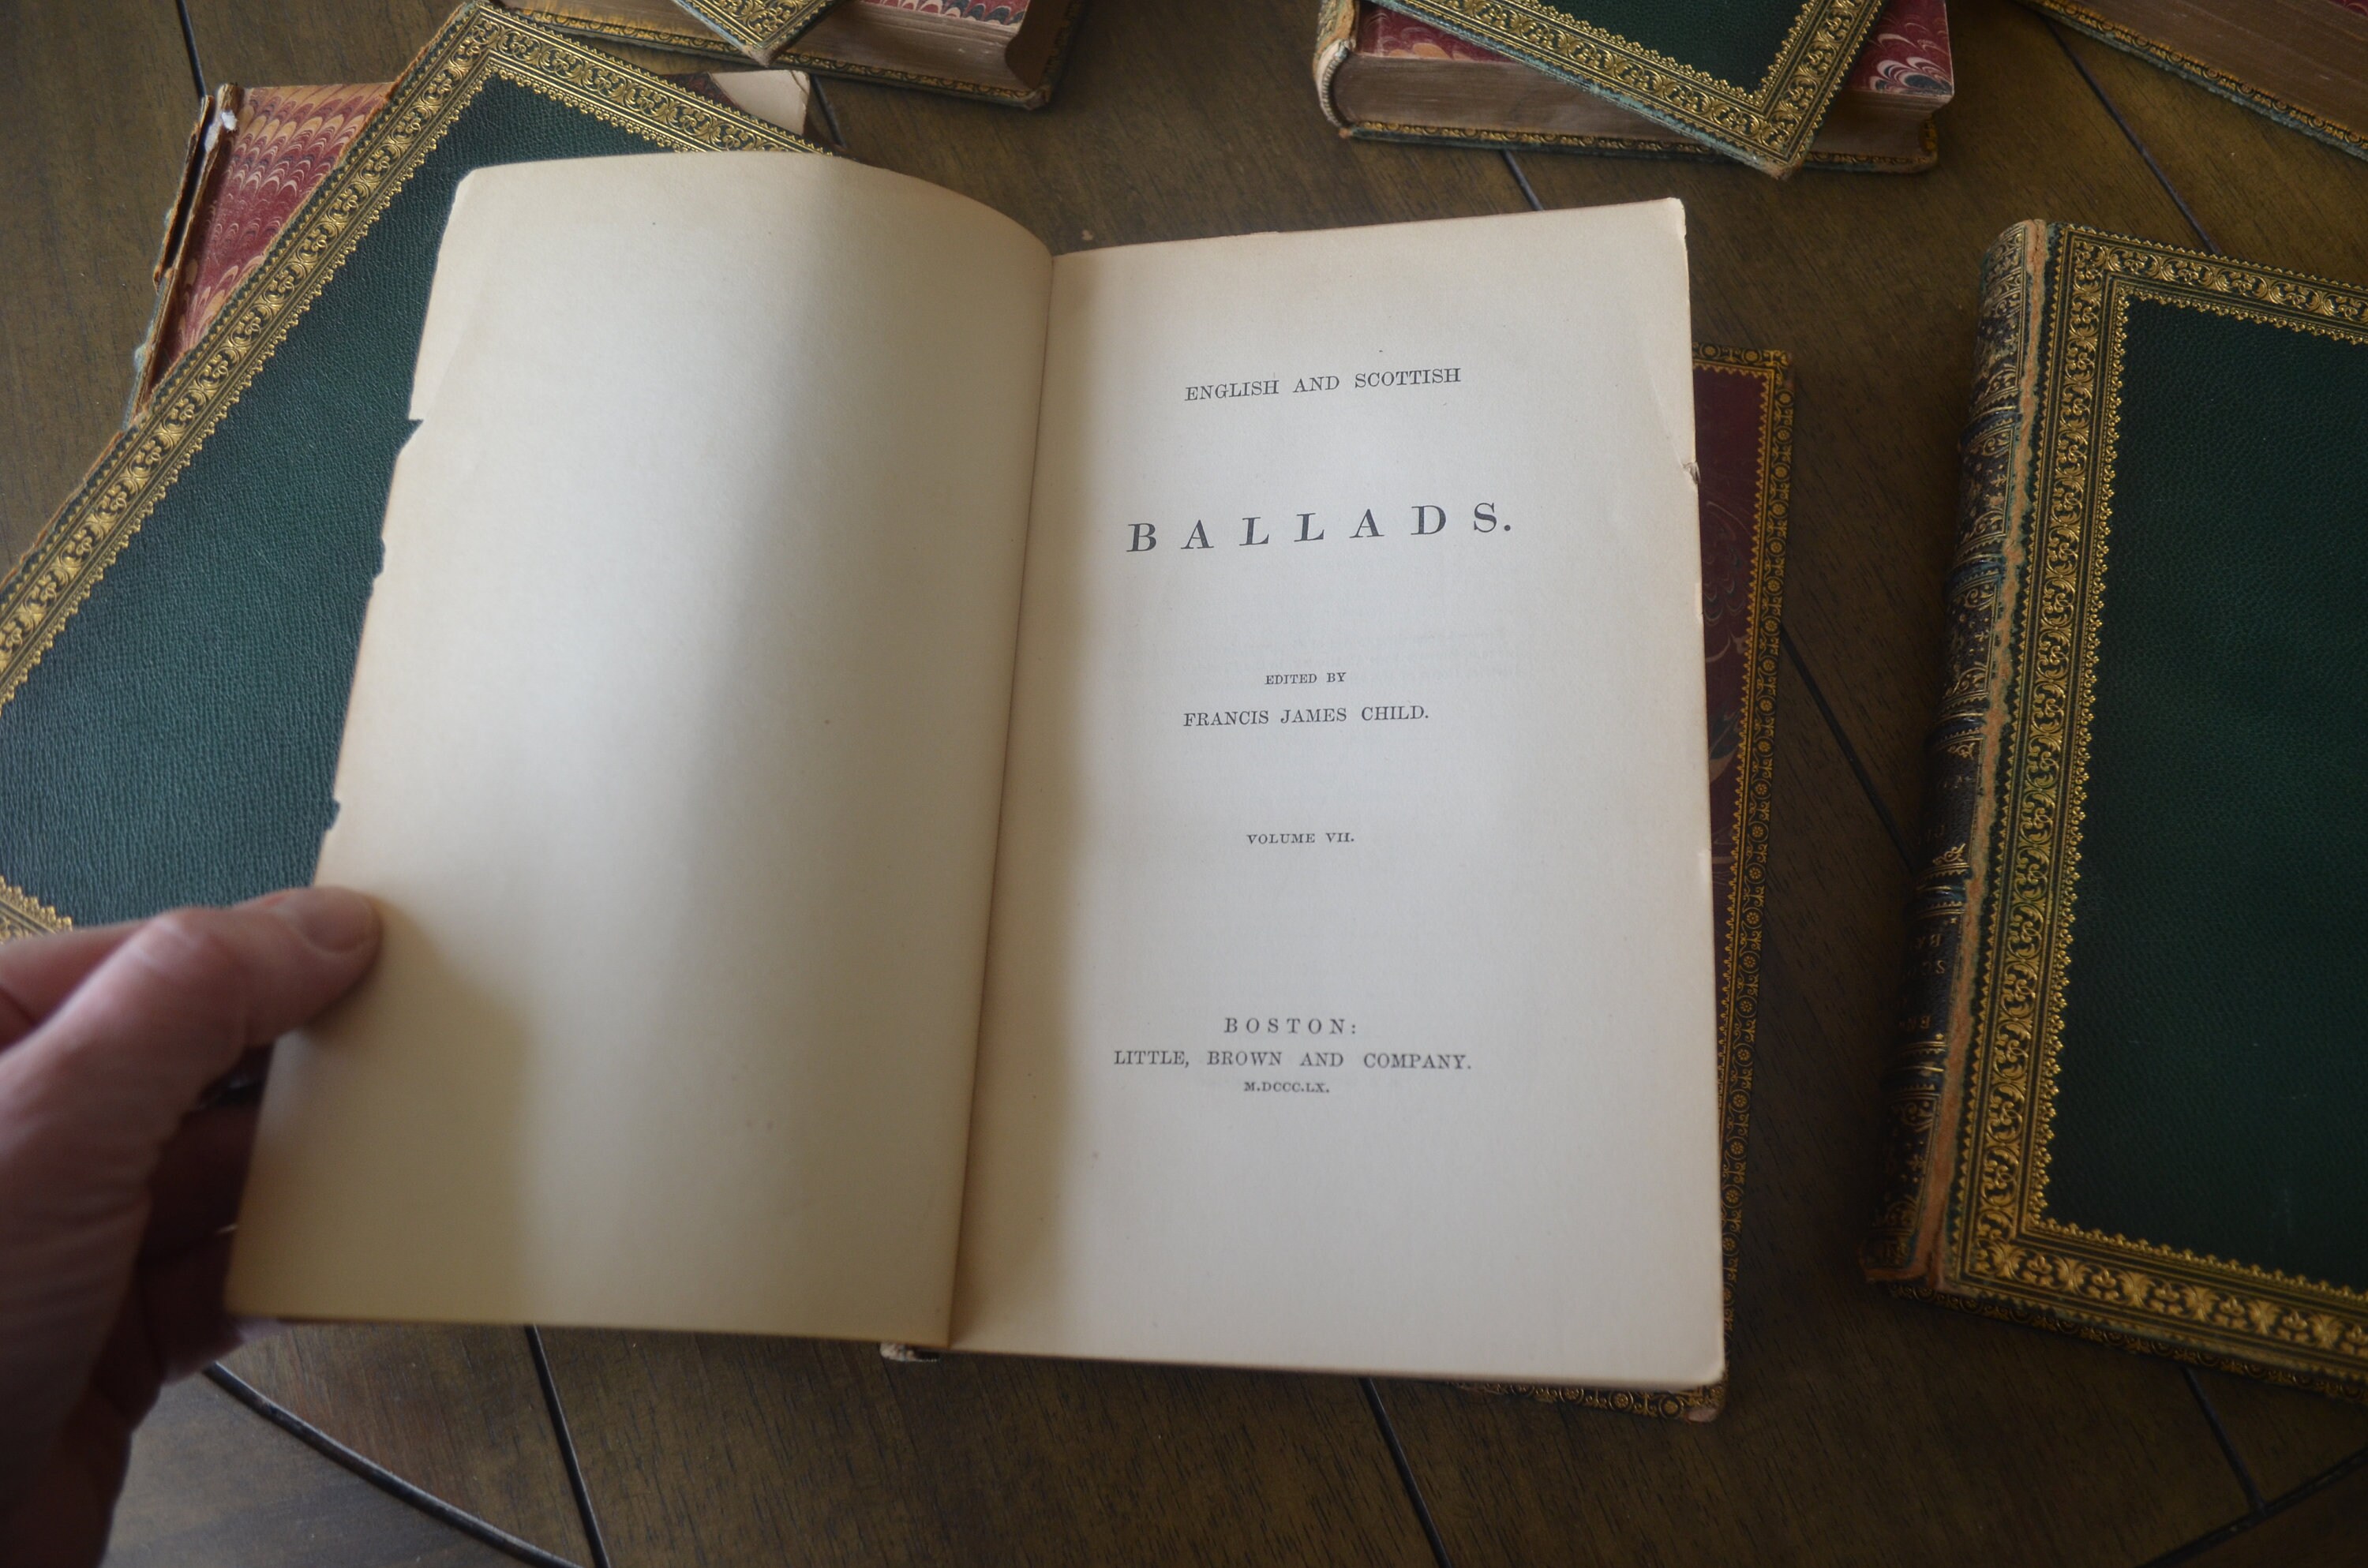 ENGLISH AND SCOTTISH
BALLADS.
EDITED BY
FRANCIS JAMES CHILD.
VOLUME VII.
BOSTON:
LITTLE, BROWN AND COMPANY.
M.DCCC.LX.